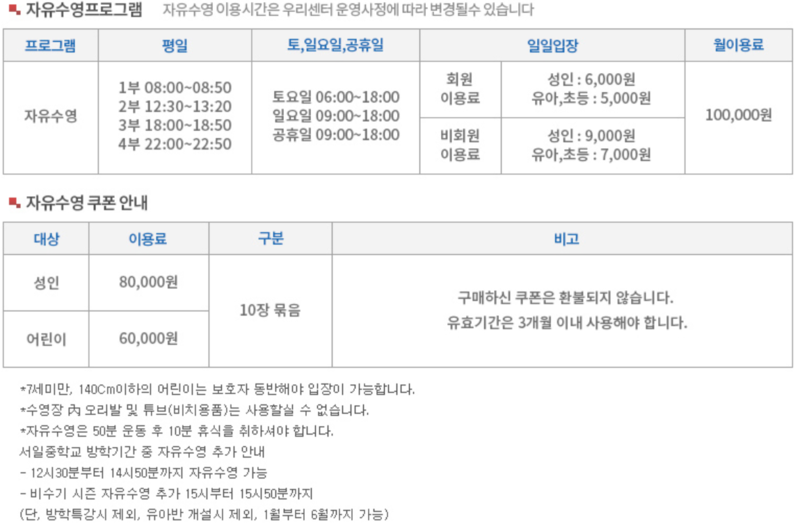 자유수영프로그램 자유수영 이용시간은 우리센터 운영사정에 따라 변경될수 있습니다
프로그램 평일 토,일요일,공휴일 일일입장 월이용료
자유수영
1부 08:00~08:50
2부 12:30~13:20
3부 18:00~18:50
4부 22:00~22:50
토요일 06:00~18:00
일요일 09:00~18:00
공휴일 09:00~18:00
회원
이용료
성인 : 6,000원
유아,초등 : 5,000원
비회원
이용료
성인 : 9,000원
유아,초등 : 7,000원
100,000원
자유수영 쿠폰 안내
대상 이용료 구분 비고
성인 80,000원
어린이 60,000원
10장 묶음
구매하신 쿠폰은 환불되지 않습니다.
유효기간은 3개월 이내 사용해야 합니다.
*7세미만, 140Cm이하의 어린이는 보호자 동반해야 입장이 가능합니다.
*수영장 內 오리발 및 튜브(비치용품)는 사용할실 수 없습니다.
*자유수영은 50분 운동 후 10분 휴식을 취하셔야 합니다.
서일중학교 방학기간 중 자유수영 추가 안내
- 12시30분부터 14시50분까지 자유수영 가능
- 비수기 시즌 자유수영 추가 15시부터 15시50분까지
(단, 방학특강시 제외, 유아반 개설시 제외, 1월부터 6월까지 가능)